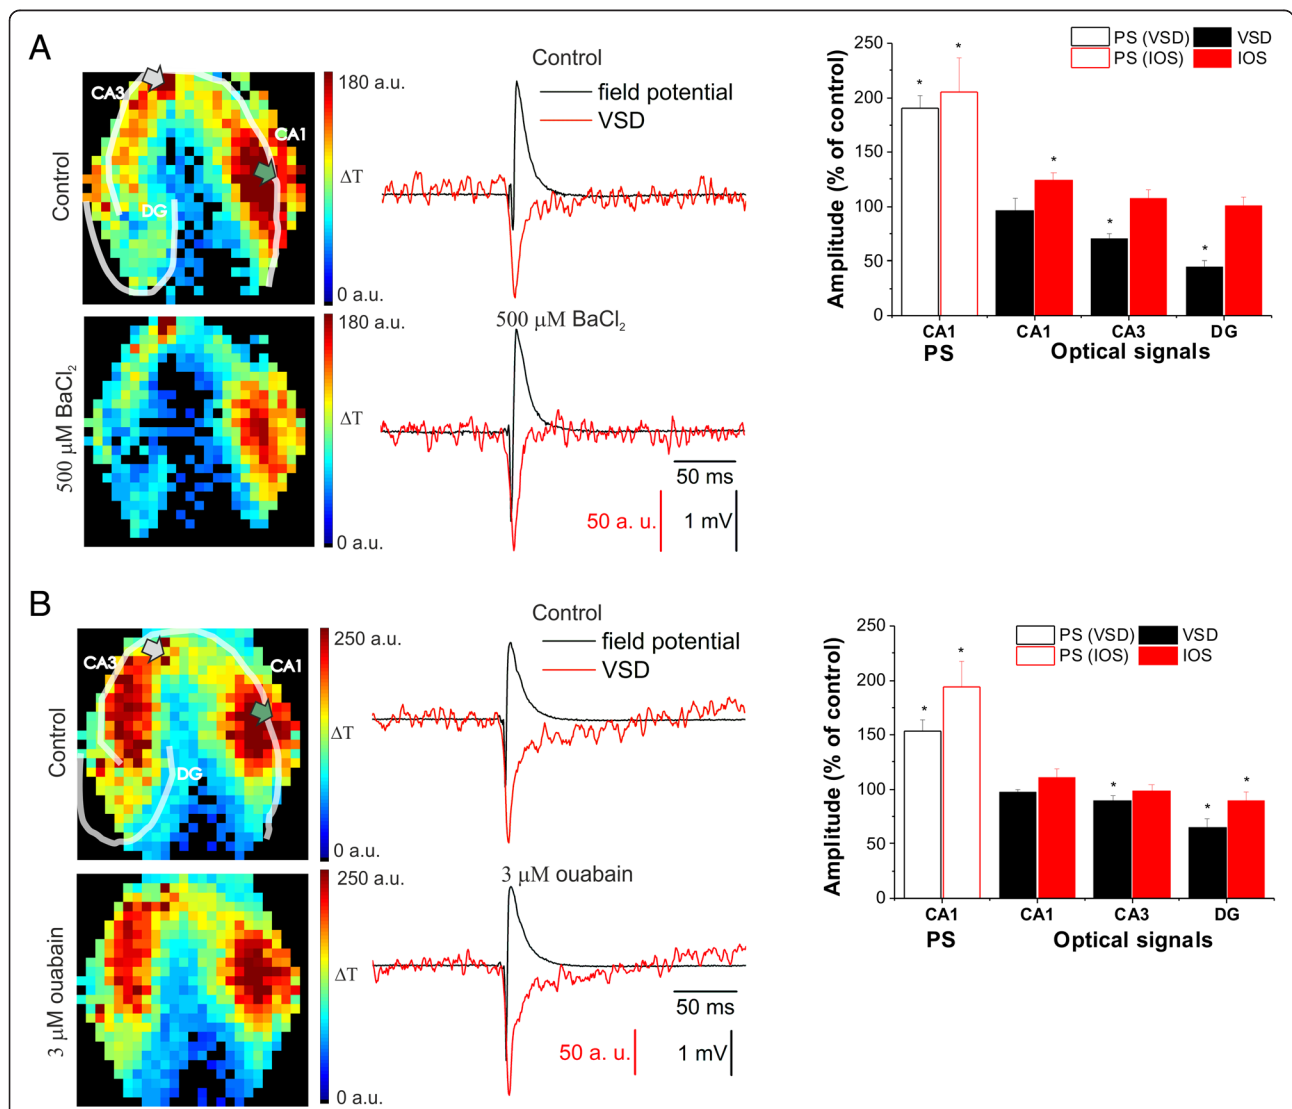 A
CA3
CA1
DG
Control
180 a.u.
ΔT
0 a.u.
Control
field potential
VSD
500 µM BaCl2
180 a.u.
ΔT
0 a.u.
500 µM BaCl2
50 ms
50 a. u.
1 mV
PS (VSD) VSD
PS (IOS) IOS
Amplitude (% of control)
250
200
150
100
50
0
* * * * *
CA1 CA1 CA3 DG
PS Optical signals
B
CA3
CA1
DG
Control
250 a.u.
ΔT
0 a.u.
Control
field potential
VSD
3 µM ouabain
250 a.u.
ΔT
0 a.u.
3 µM ouabain
50 ms
50 a. u.
1 mV
PS (VSD) VSD
PS (IOS) IOS
Amplitude (% of control)
250
200
150
100
50
0
* * * * *
CA1 CA1 CA3 DG
PS Optical signals